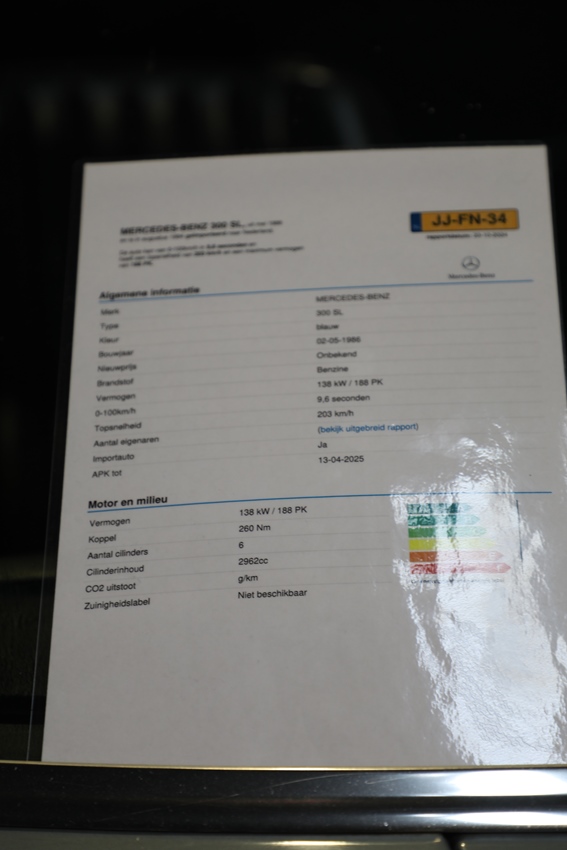 MERCEDES-BENZ 300 SL,
JJ-FN-34
Mercedes-Benz
Algemene informatie
Merk MERCEDES-BENZ
Type 300 SL
Kleur blauw
Bouwjaar 02-05-1986
Nieuwprijs Onbekend
Brandstof Benzine
Vermogen 138 kW / 188 PK
0-100km/h 9,6 seconden
Topsnelheid 203 km/h
Aantal eigenaren (bekijk uitgebreid rapport)
Importauto Ja
APK tot 13-04-2025
Motor en milieu
Vermogen 138 kW / 188 PK
Koppel 260 Nm
Aantal cilinders 6
Cilinderinhoud 2962cc
CO2 uitstoot g/km
Zuinigheidslabel Niet beschikbaar